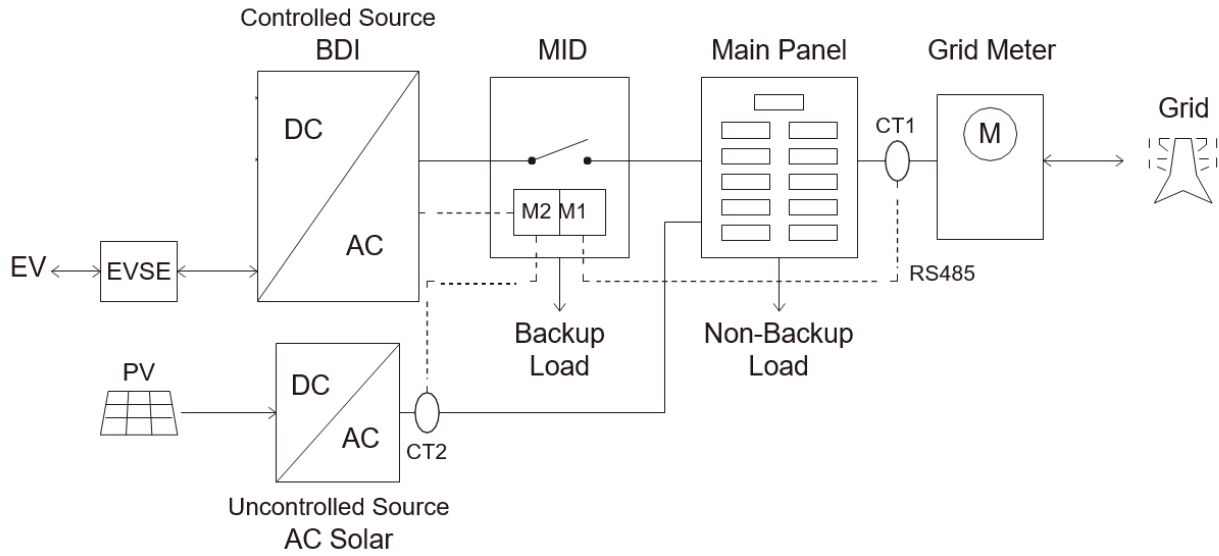 Controlled Source
BDI
MID
Main Panel
Grid Meter
Grid
DC
AC
M2
M1
CT1
M
RS485
EV
EVSE
Backup
Load
Non-Backup
Load
PV
DC
AC
CT2
Uncontrolled Source
AC Solar